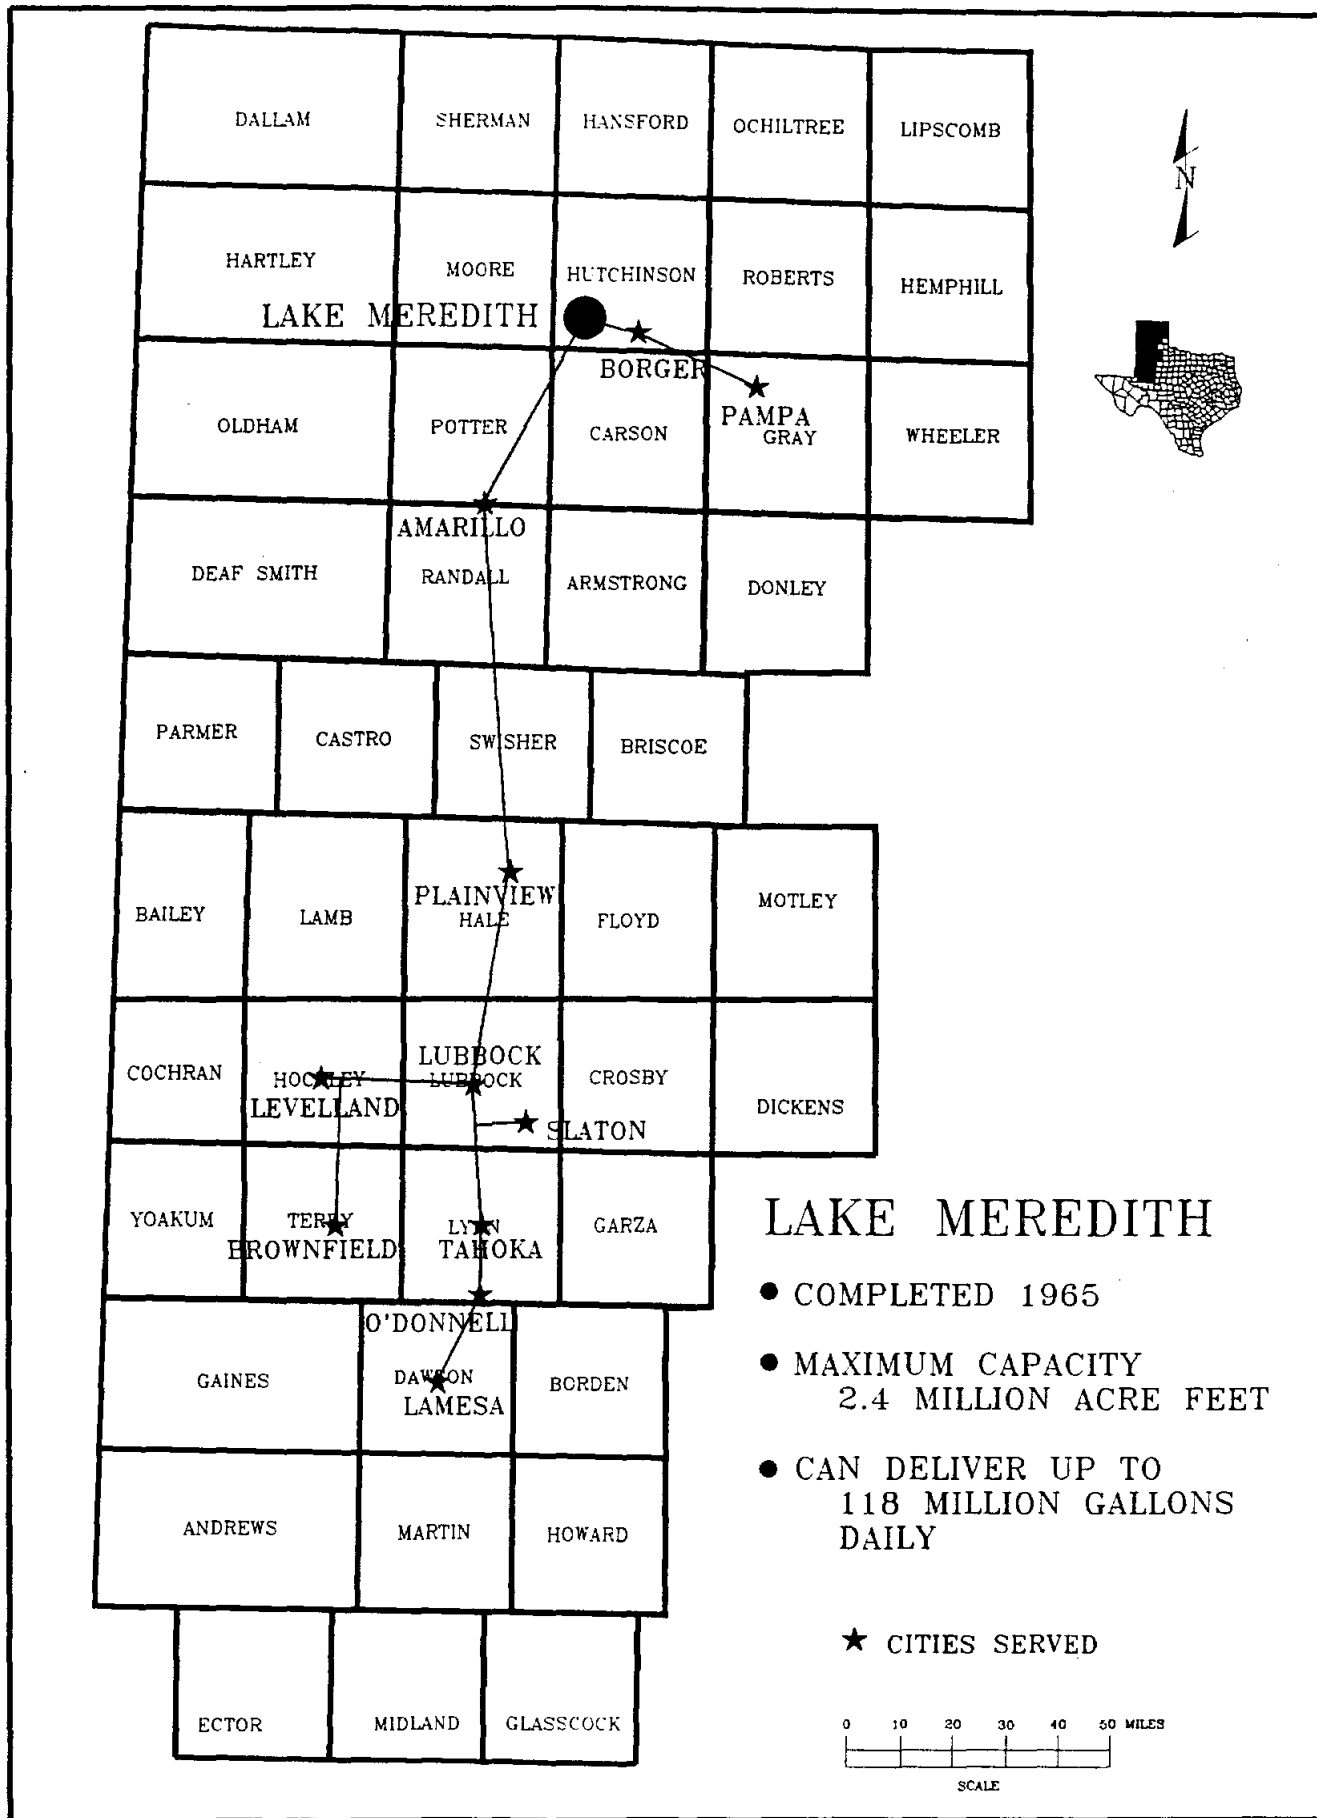 DALLAM
SHERMAN
HANSFORD
OCHILTREE
LIPSCOMB
N
HARTLEY
MOORE
HUTCHINSON
ROBERTS
HEMPHILL
LAKE MEREDITH
BORGER
PAMPA
OLDHAM
POTTER
CARSON
GRAY
WHEELER
AMARILLO
DEAF SMITH
RANDALL
ARMSTRONG
DONLEY
PARMER
CASTRO
SWISHER
BRISCOE
PLAINVIEW
BAILEY
LAMB
HALE
FLOYD
MOTLEY
LUBBOCK
COCHRAN
HOCKLEY
LUBBOCK
CROSBY
DICKENS
LEVELLAND
SLATON
YOAKUM
TERRY
LYNN
GARZA
BROWNFIELD
TAHOKA
O'DONNELL
GAINES
DAWSON
BORDEN
LAMESA
ANDREWS
MARTIN
HOWARD
ECTOR
MIDLAND
GLASSCOCK
LAKE MEREDITH
● COMPLETED 1965
● MAXIMUM CAPACITY
2.4 MILLION ACRE FEET
● CAN DELIVER UP TO
118 MILLION GALLONS
DAILY
★ CITIES SERVED
0 10 20 30 40 50 MILES
SCALE